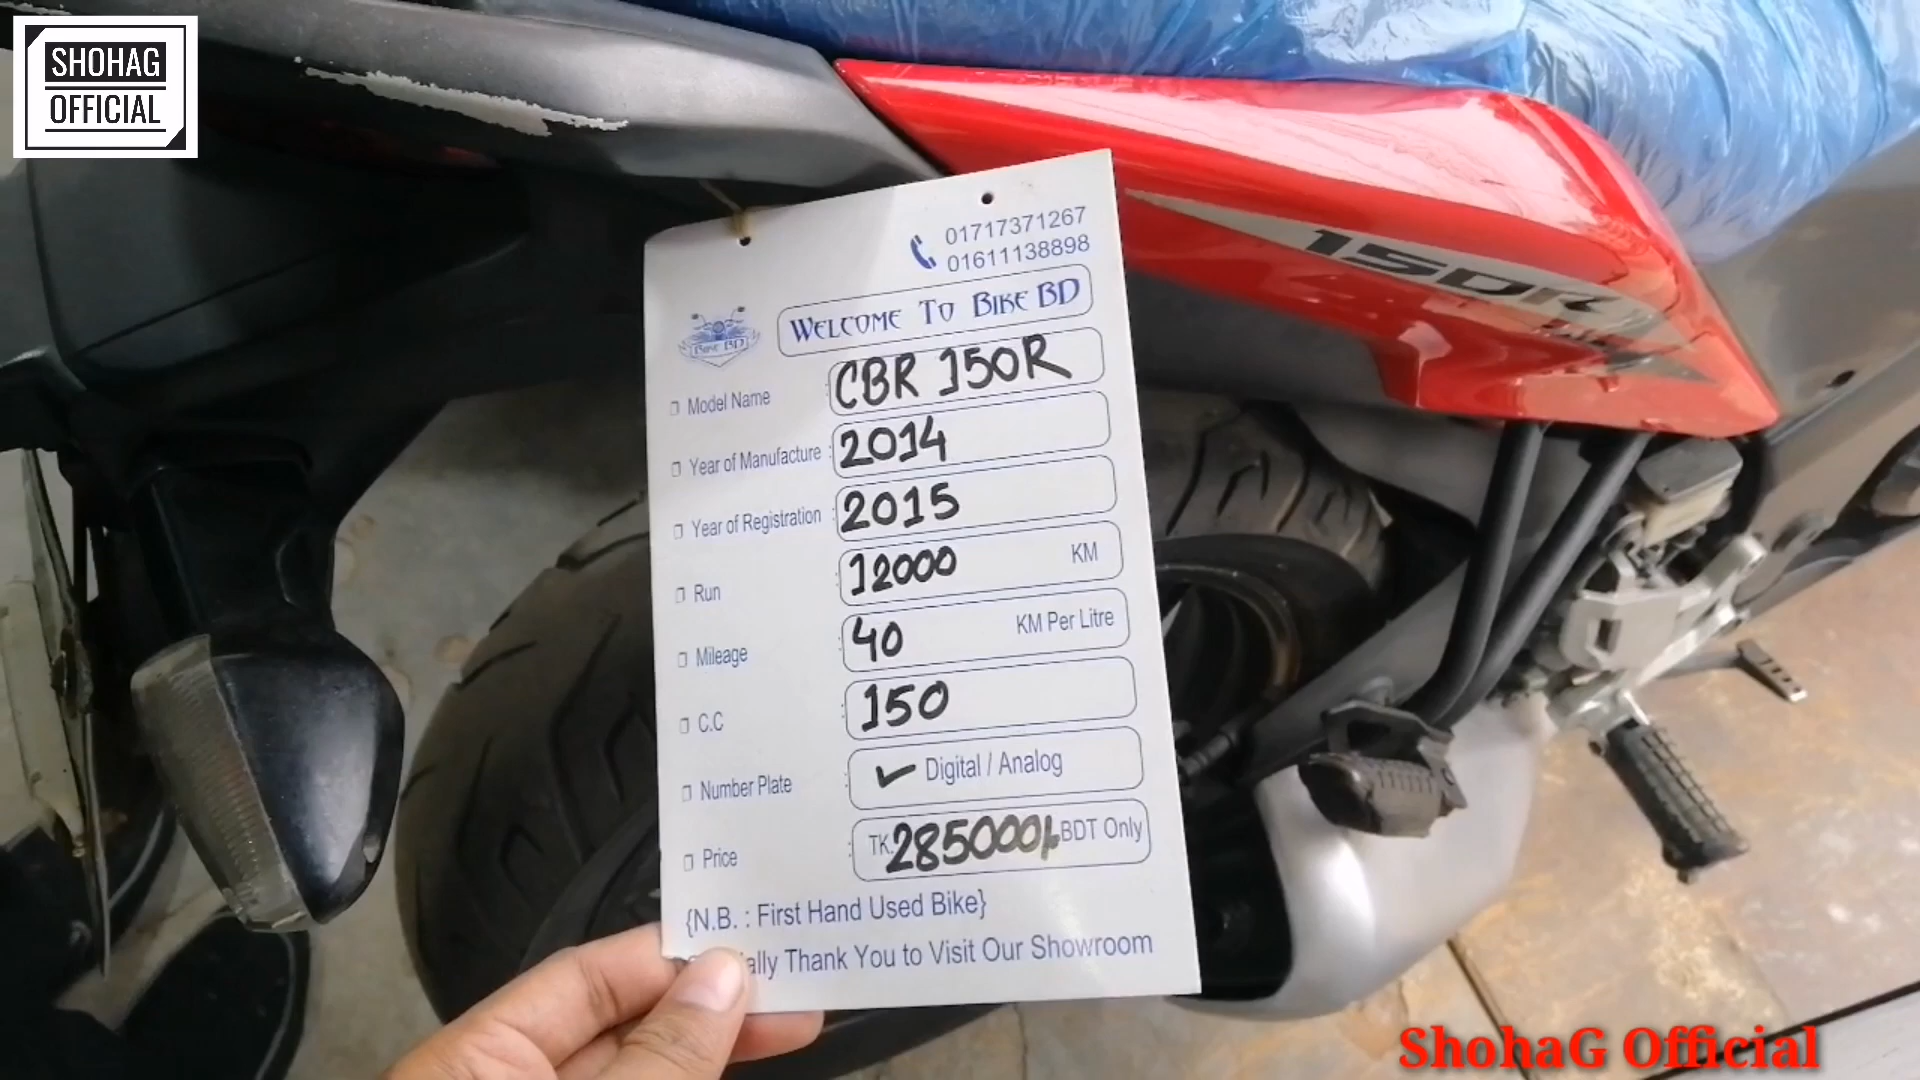 SHOHAG
OFFICIAL
01717371267
01611138898
BIKE BD
WELCOME TO BIKE BD
Model Name : CBR 150R
Year of Manufacture : 2014
Year of Registration : 2015
Run : 12000 KM
Mileage : 40 KM Per Litre
C.C : 150
Number Plate : ✓ Digital / Analog
Price : TK. 285000/- BDT Only
{N.B. : First Hand Used Bike}
Thank You to Visit Our Showroom
150R
ShohaG Official